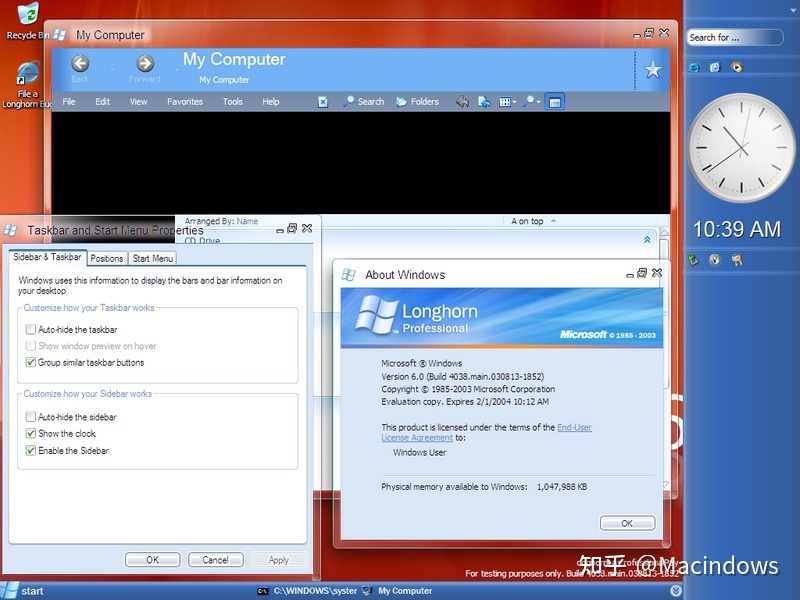 Recycle Bin
My Computer
Search for ...
My Computer
Back
Forward
My Computer
File a
Longhorn Bug
File Edit View Favorites Tools Help Search Folders
Arranged By: Name A on top
CD Drive
Taskbar and Start Menu Properties
10:39 AM
Sidebar & Taskbar Positions Start Menu
Windows uses this information to display the bars and bar information on
your desktop
Customize how your Taskbar works
Auto-hide the taskbar
Show window preview on hover
Group similar taskbar buttons
Customize how your Sidebar works
Auto-hide the sidebar
Show the clock
Enable the Sidebar
OK Cancel Apply
About Windows
Longhorn
Professional
Microsoft © 1985 - 2003
Microsoft ® Windows
Version 6.0 (Build 4038.main.030813-1852)
Copyright © 1985-2003 Microsoft Corporation
Evaluation copy. Expires 2/1/2004 10:12 AM
This product is licensed under the terms of the End-User
License Agreement to:
Windows User
Physical memory available to Windows: 1,047,988 KB
OK
知乎 @Macindows
For testing purposes only. Build 4038.main.030813-1852
start C:\WINDOWS\system My Computer